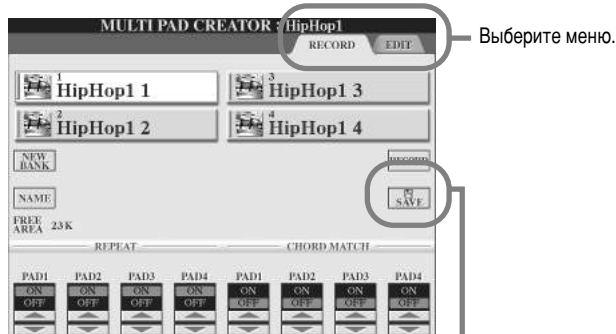 MULTI PAD CREATOR : HipHop1
RECORD EDIT
Выберите меню.
1 HipHop1 1
3 HipHop1 3
2 HipHop1 2
4 HipHop1 4
NEW BANK
RECORD
NAME
SAVE
FREE AREA 23K
REPEAT CHORD MATCH
PAD1 PAD2 PAD3 PAD4 PAD1 PAD2 PAD3 PAD4
ON ON ON ON ON ON ON ON
OFF OFF OFF OFF OFF OFF OFF OFF